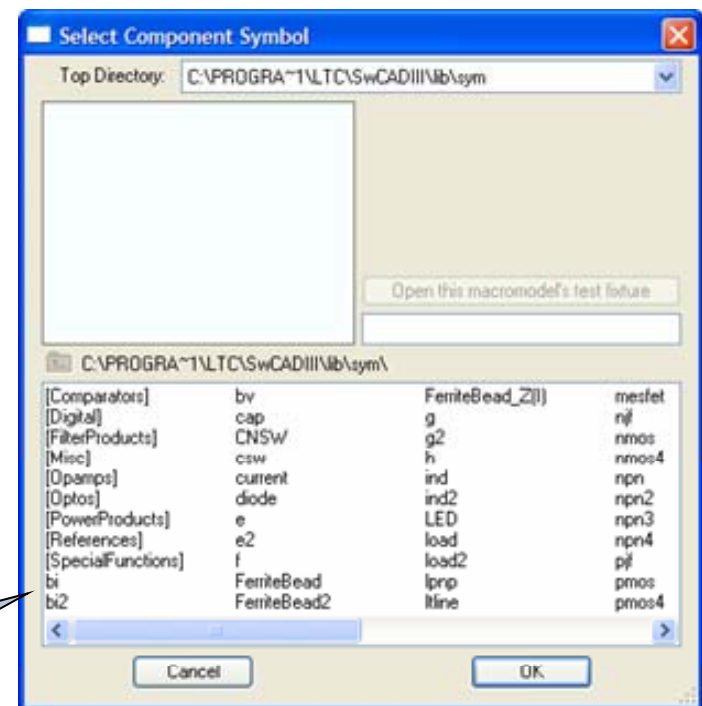 Select Component Symbol
Top Directory: C:\PROGRA~1\LTC\SwCADIII\lib\sym
Open this macromodel's test fixture
C:\PROGRA~1\LTC\SwCADIII\lib\sym\
[Comparators] bv FerriteBead_Z(I) mesfet
[Digital] cap g njf
[FilterProducts] CNSW g2 nmos
[Misc] csw h nmos4
[Opamps] current ind npn
[Optos] diode ind2 npn2
[PowerProducts] e LED npn3
[References] e2 load npn4
[SpecialFunctions] f load2 pjf
bi FerriteBead lpnp pmos
bi2 FerriteBead2 ltline pmos4
Cancel OK